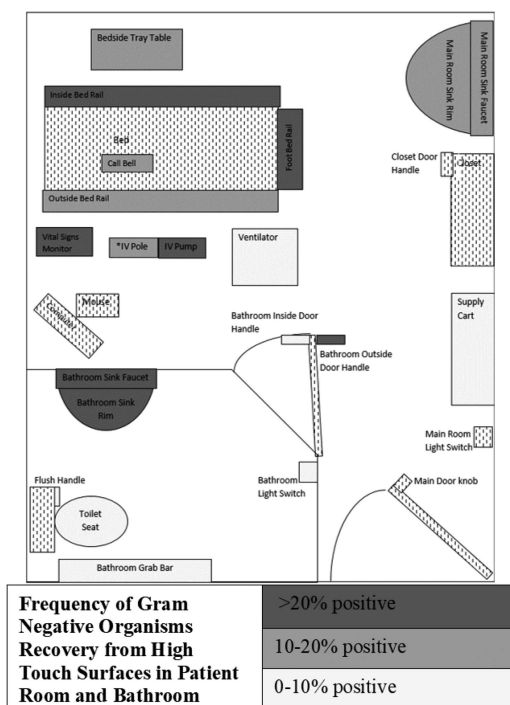 Bedside Tray Table
Main Room Sink Rim
Main Room Sink Faucet
Inside Bed Rail
Bed
Call Bell
Foot Bed Rail
Outside Bed Rail
Closet Door
Handle
Closet
Vital Signs
Monitor
*IV Pole
IV Pump
Ventilator
Mouse
Computer
Supply
Cart
Bathroom Inside Door
Handle
Bathroom Outside
Door Handle
Bathroom Sink Faucet
Bathroom Sink
Rim
Main Room
Light Switch
Flush Handle
Bathroom
Light Switch
Main Door knob
Toilet
Seat
Bathroom Grab Bar
Frequency of Gram
Negative Organisms
Recovery from High
Touch Surfaces in Patient
Room and Bathroom
>20% positive
10-20% positive
0-10% positive